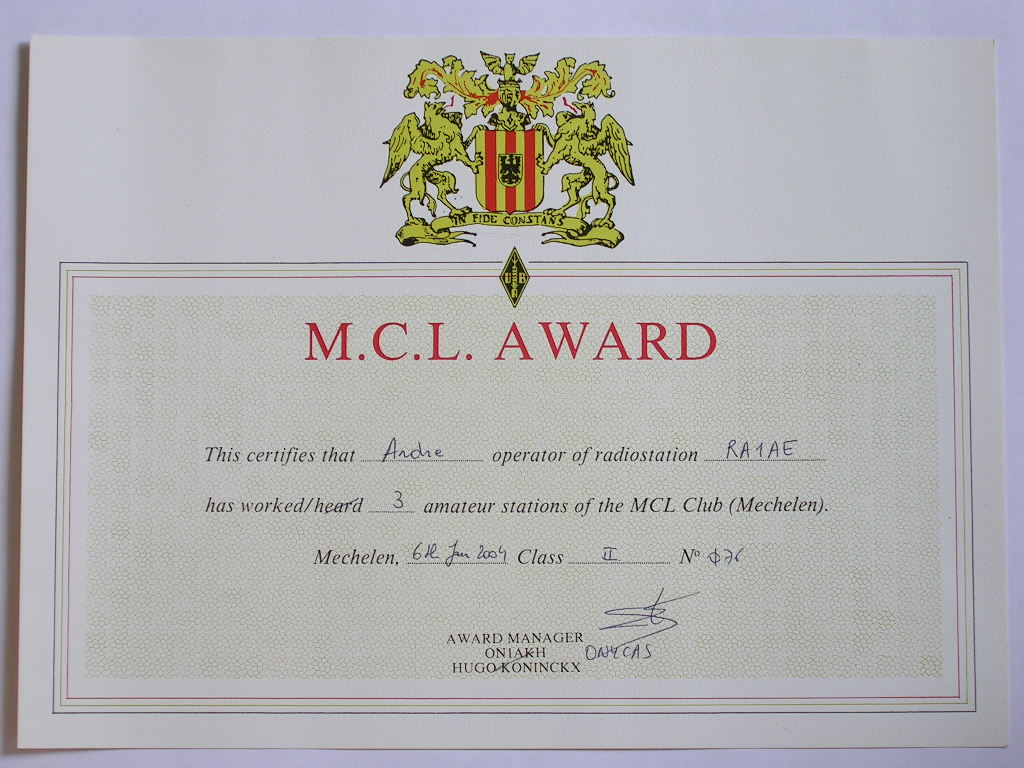 IN FIDE CONSTANS
U B
M.C.L. AWARD
This certifies that Andre operator of radiostation RA1AE
has worked/heard 3 amateur stations of the MCL Club (Mechelen).
Mechelen, 6th Jan 2004 Class II Nº Φ76
AWARD MANAGER
ON1AKH ON4CAS
HUGO KONINCKX